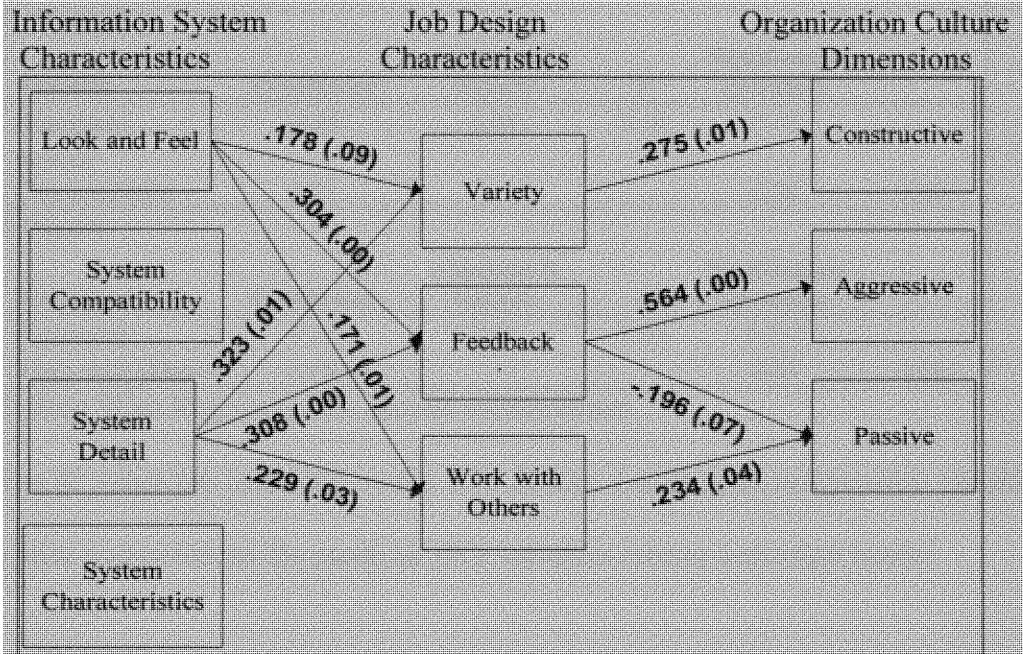 Information System
Characteristics
Job Design
Characteristics
Organization Culture
Dimensions
Look and Feel
System
Compatibility
System
Detail
System
Characteristics
.178 (.09)
.304 (.00)
.171 (.01)
.323 (.01)
.308 (.00)
.229 (.03)
Variety
Feedback
Work with
Others
.275 (.01)
.564 (.00)
-.196 (.07)
.234 (.04)
Constructive
Aggressive
Passive